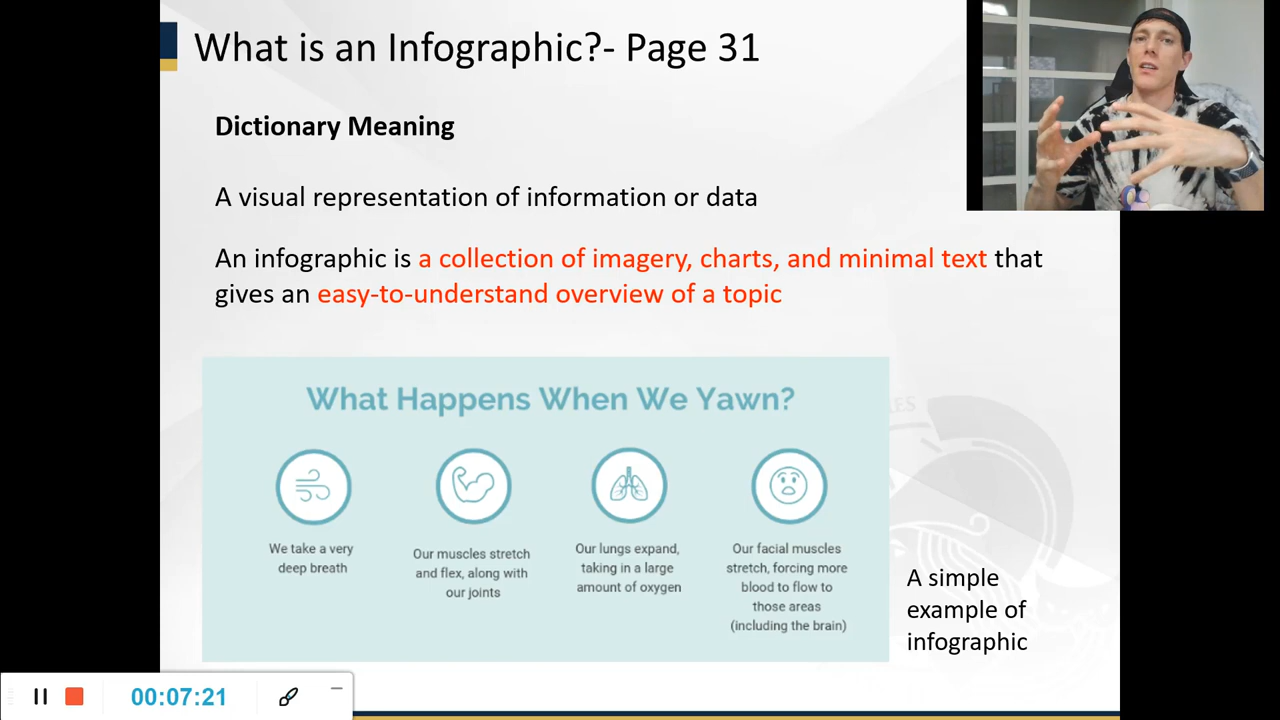 What is an Infographic?- Page 31
Dictionary Meaning
A visual representation of information or data
An infographic is a collection of imagery, charts, and minimal text that
gives an easy-to-understand overview of a topic
What Happens When We Yawn?
We take a very
deep breath
Our muscles stretch
and flex, along with
our joints
Our lungs expand,
taking in a large
amount of oxygen
Our facial muscles
stretch, forcing more
blood to flow to
those areas
(including the brain)
A simple
example of
infographic
00:07:21